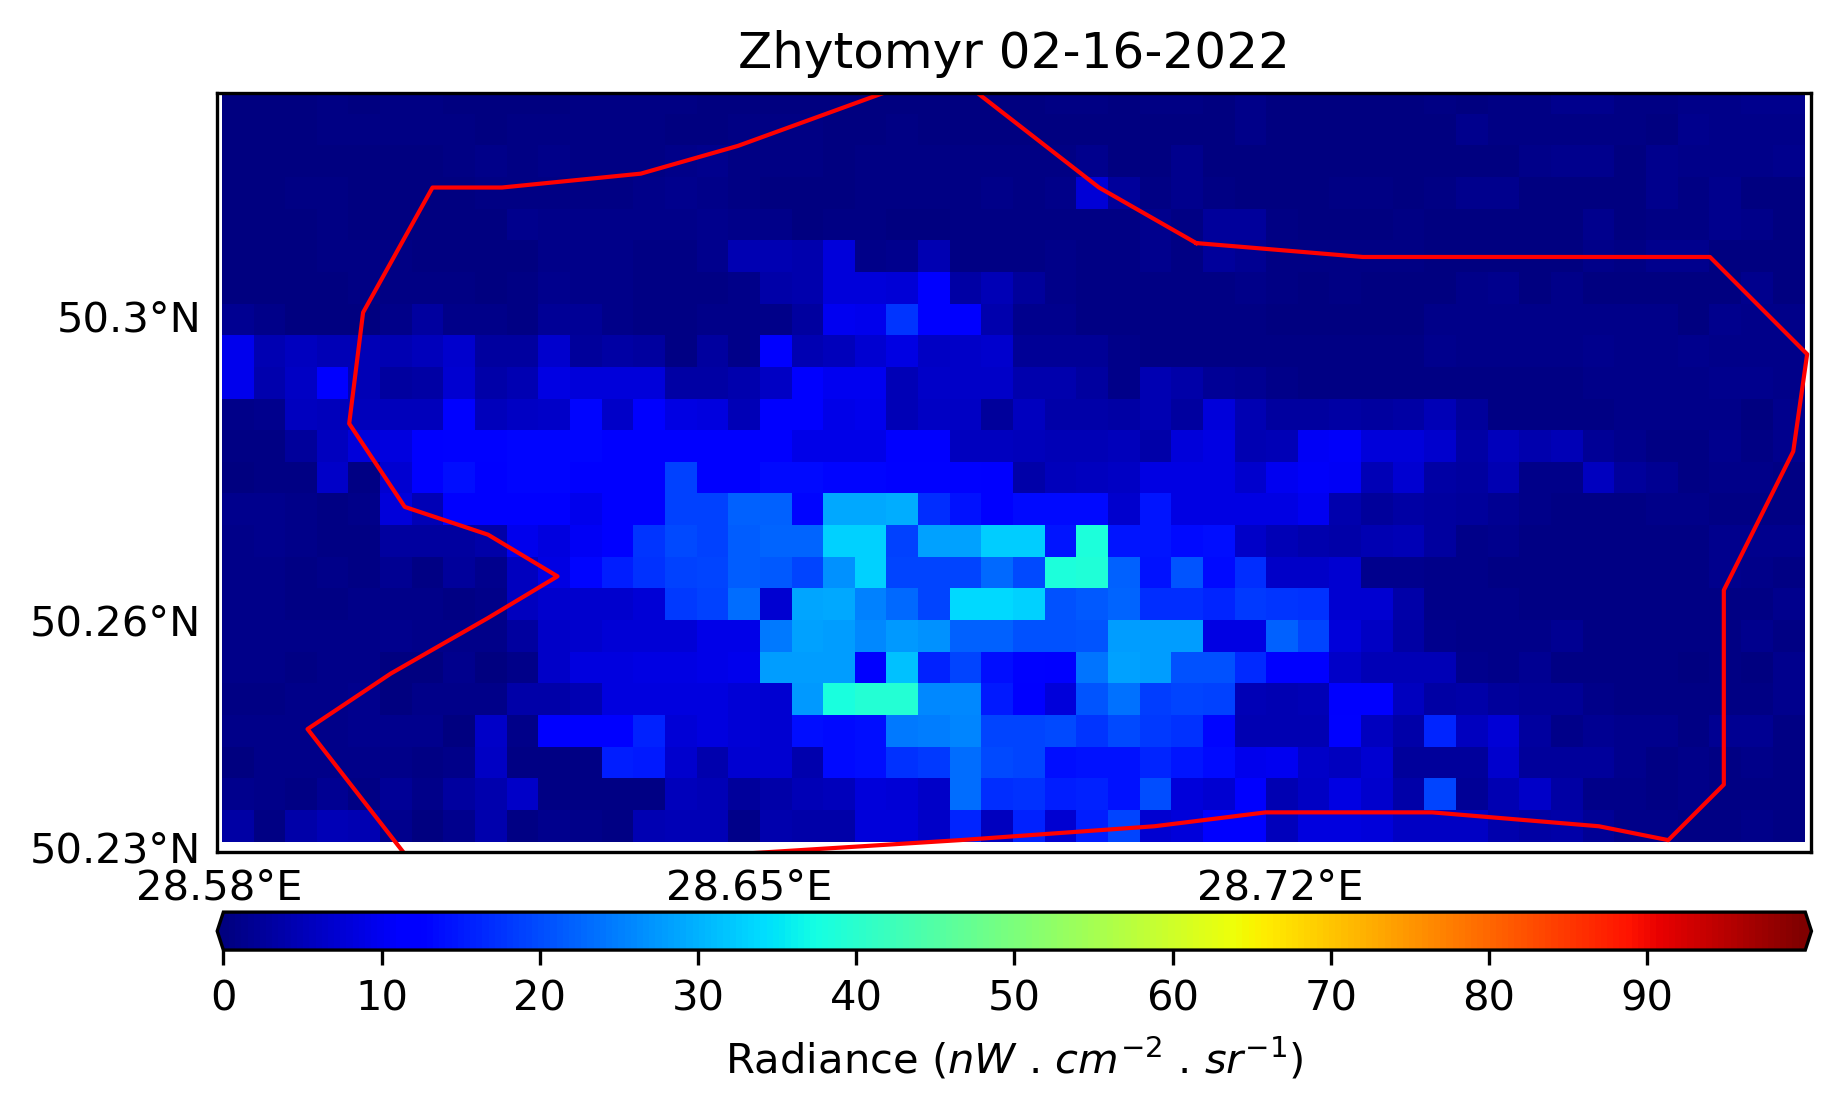 Zhytomyr 02-16-2022
50.3°N
50.26°N
50.23°N
28.58°E 28.65°E 28.72°E
0 10 20 30 40 50 60 70 80 90
Radiance (nW . cm⁻² . sr⁻¹)